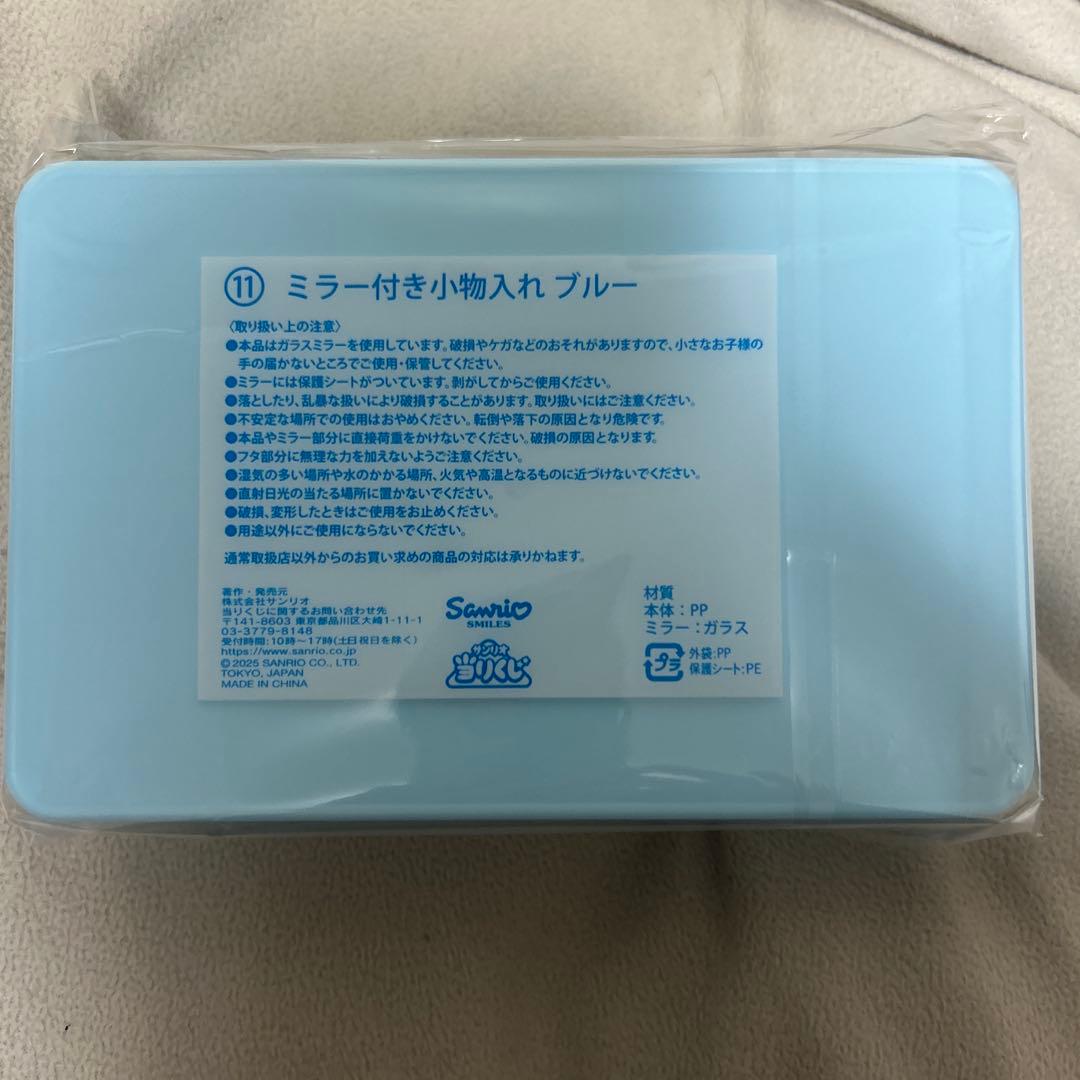 ⑪ ミラー付き小物入れ ブルー
〈取り扱い上の注意〉
●本品はガラスミラーを使用しています。破損やケガなどのおそれがありますので、小さなお子様の
手の届かないところでご使用・保管してください。
●ミラーには保護シートがついています。剥がしてからご使用ください。
●落としたり、乱暴な扱いにより破損することがあります。取り扱いにはご注意ください。
●不安定な場所での使用はおやめください。転倒や落下の原因となり危険です。
●本品やミラー部分に直接荷重をかけないでください。破損の原因となります。
●フタ部分に無理な力を加えないようご注意ください。
●湿気の多い場所や水のかかる場所、火気や高温となるものに近づけないでください。
●直射日光の当たる場所に置かないでください。
●破損、変形したときはご使用をお止めください。
●用途以外にご使用にならないでください。
通常取扱店以外からのお買い求めの商品の対応は承りかねます。
著作・発売元
株式会社サンリオ
当りくじに関するお問い合わせ先
〒141-8603 東京都品川区大崎1-11-1
03-3779-8148
受付時間:10時～17時(土日祝日を除く)
https://www.sanrio.co.jp
© 2025 SANRIO CO., LTD.
TOKYO, JAPAN
MADE IN CHINA
Sanrio
SMILES
サンリオ
当りくじ
材質
本体：PP
ミラー：ガラス
プラ
外袋:PP
保護シート:PE